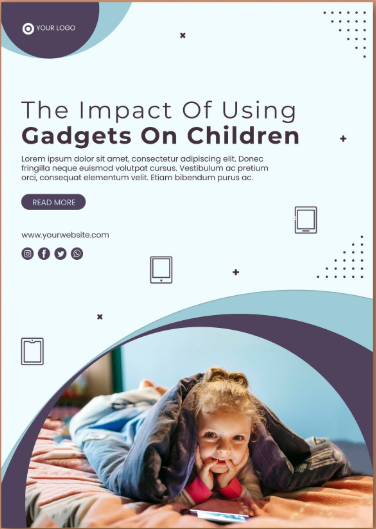 YOUR LOGO
The Impact Of Using
Gadgets On Children
Lorem ipsum dolor sit amet, consectetur adipiscing elit. Donec
fringilla neque euismod volutpat cursus. Vestibulum ac pretium
orci, consequat elementum velit. Etiam bibendum purus ac.
READ MORE
www.yourwebsite.com